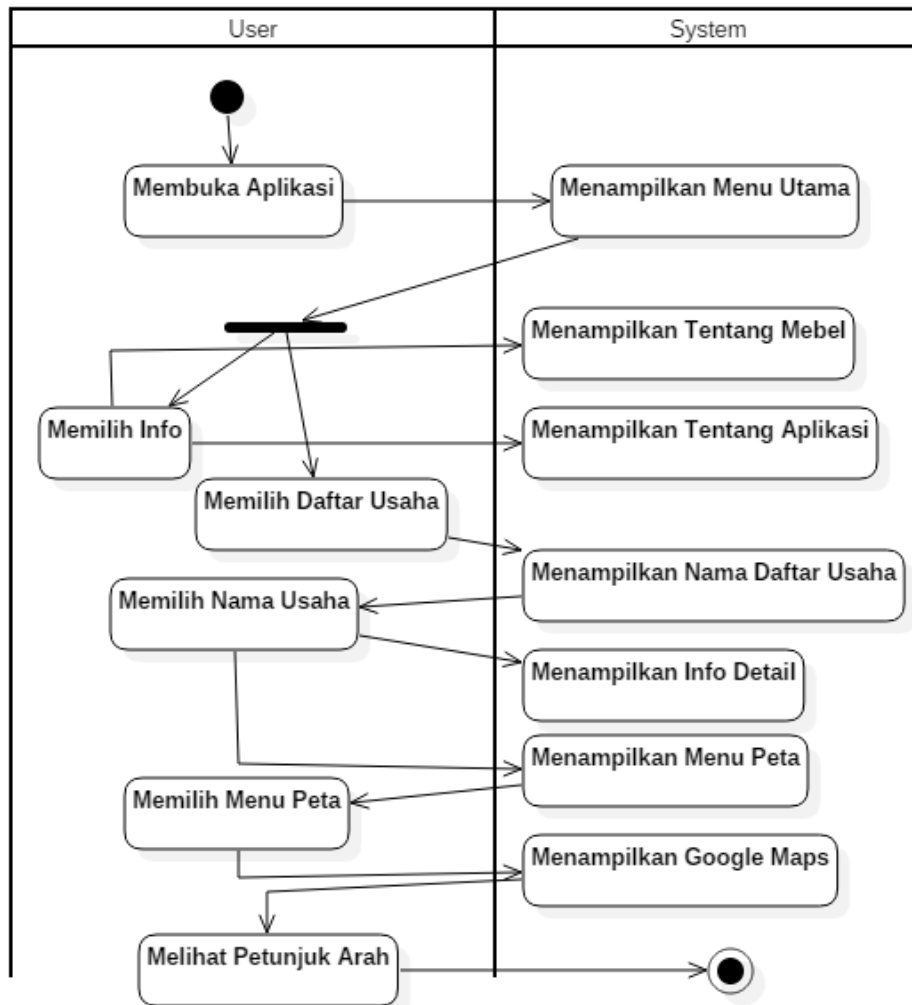 User
System
Membuka Aplikasi
Menampilkan Menu Utama
Menampilkan Tentang Mebel
Memilih Info
Menampilkan Tentang Aplikasi
Memilih Daftar Usaha
Menampilkan Nama Daftar Usaha
Memilih Nama Usaha
Menampilkan Info Detail
Menampilkan Menu Peta
Memilih Menu Peta
Menampilkan Google Maps
Melihat Petunjuk Arah